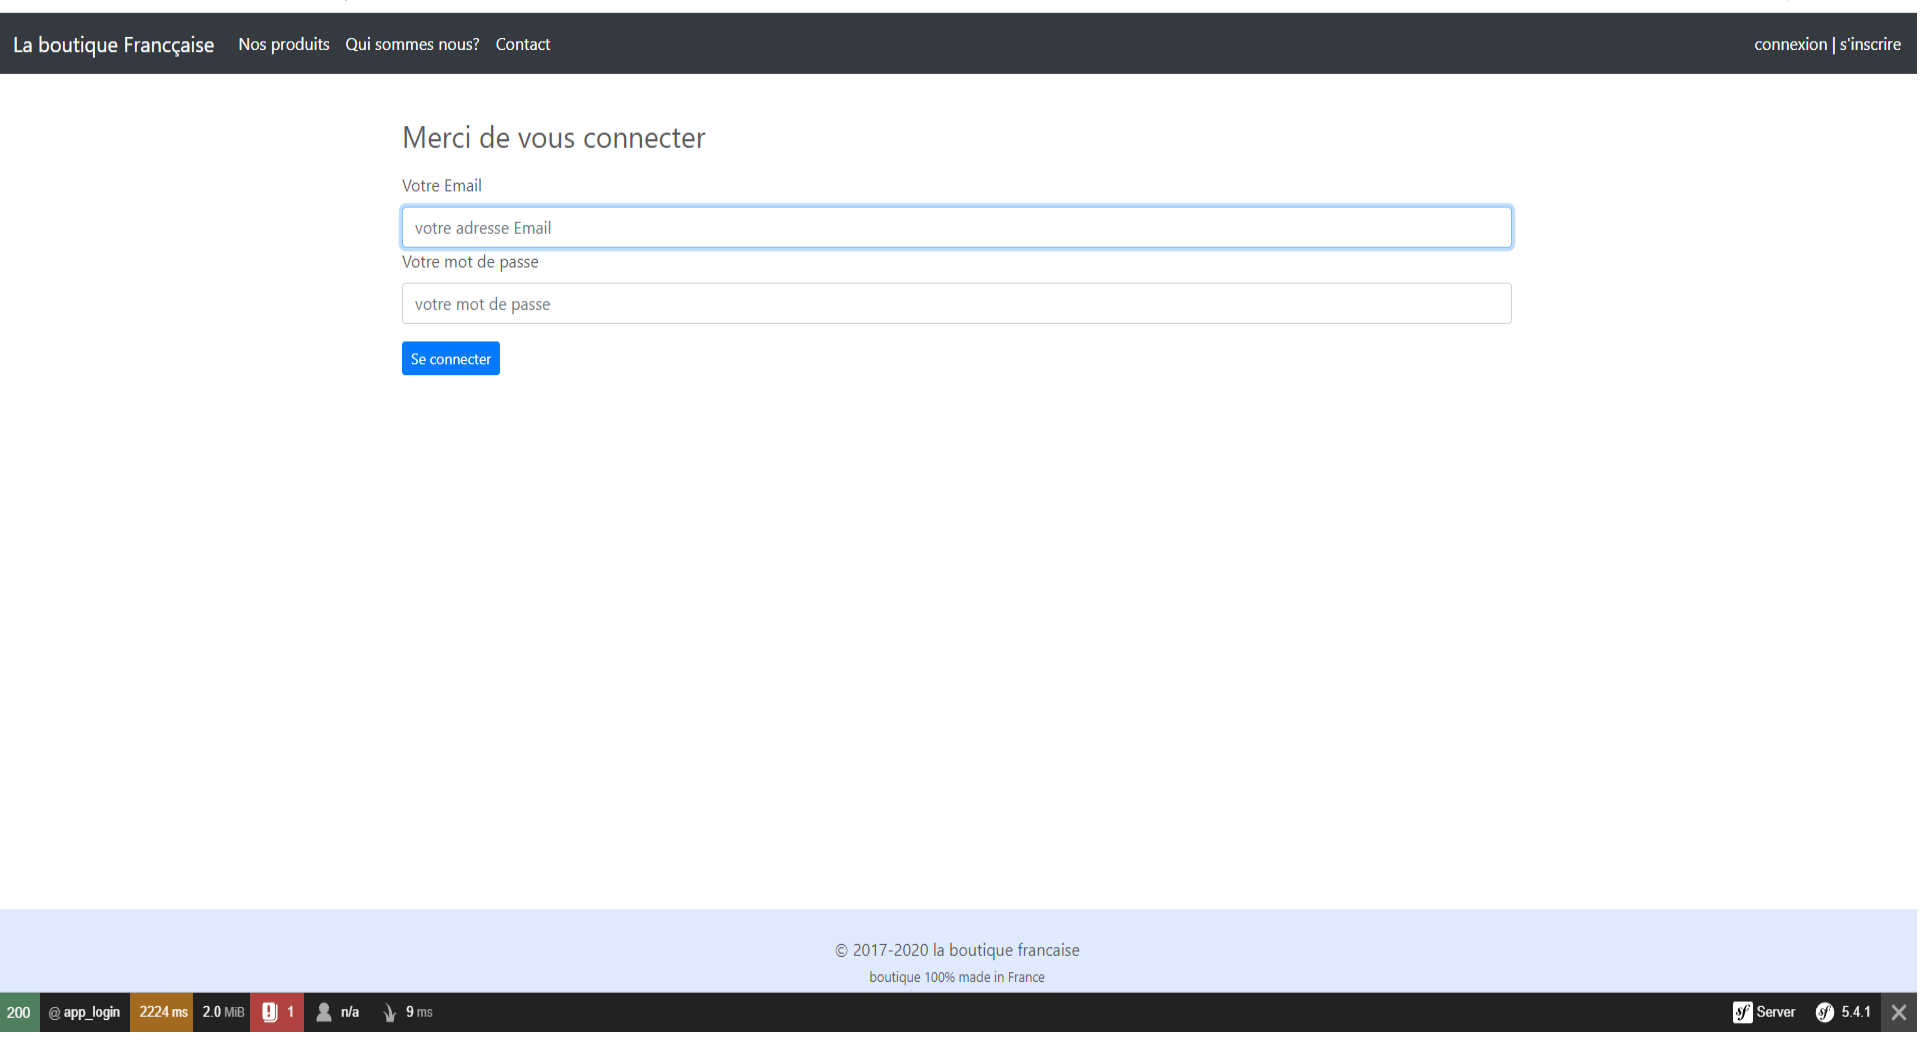 La boutique Francçaise Nos produits Qui sommes nous? Contact connexion | s'inscrire
Merci de vous connecter
Votre Email
votre adresse Email
Votre mot de passe
votre mot de passe
Se connecter
© 2017-2020 la boutique francaise
boutique 100% made in France
200 @ app_login 2224 ms 2.0 MiB 1 n/a 9 ms sf Server sf 5.4.1